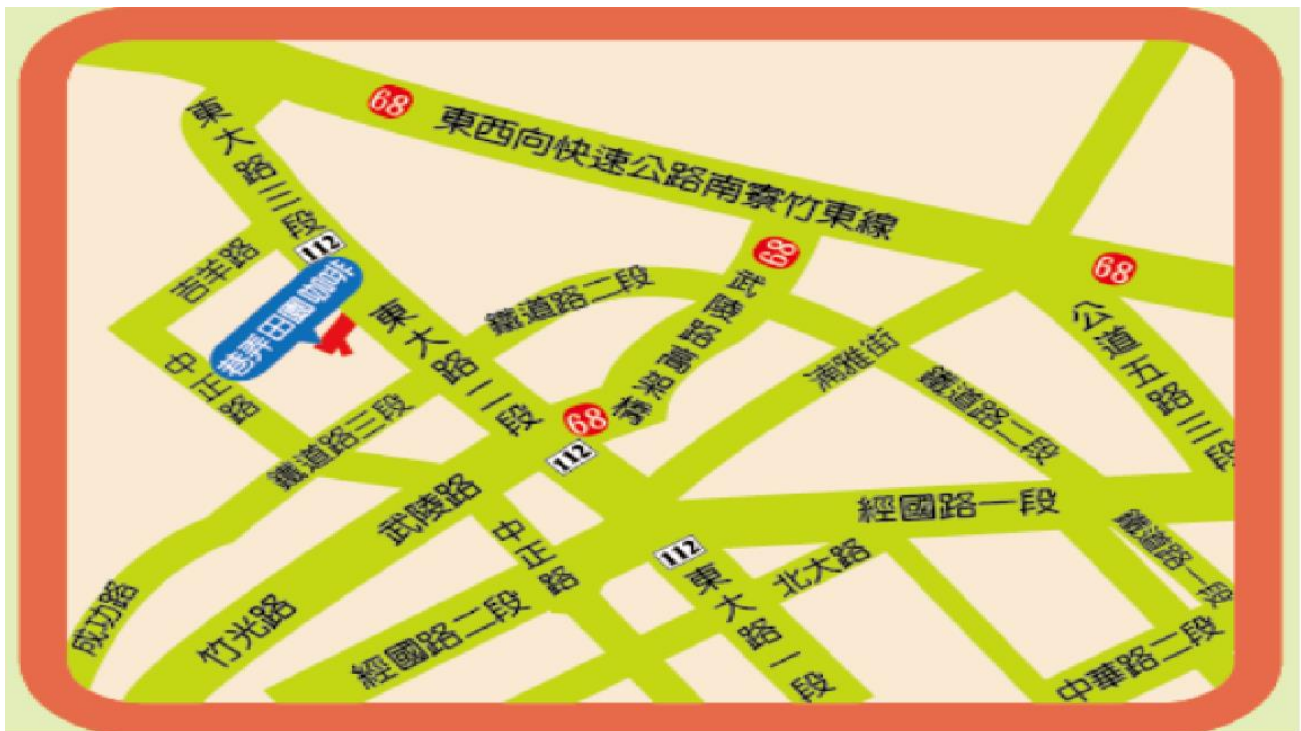 68
東西向快速公路南寮竹東線
東大路三段
112
吉羊路
巷弄田園咖啡
中正路
東大路二段
鐵道路二段
68
武陵路
68
公道五路三段
湳雅街
鐵道路二段
鐵道路三段
68
112
武陵路
中正路
經國路一段
112
東大路一段
北大路
鐵道路一段
中華路二段
經國路二段
竹光路
成功路